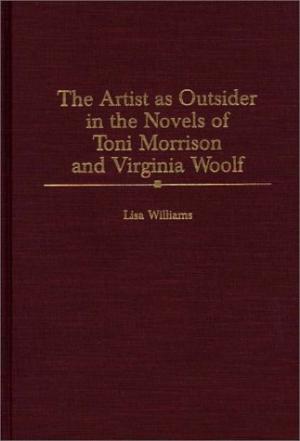 The Artist as Outsider
in the Novels of
Toni Morrison
and Virginia Woolf
Lisa Williams